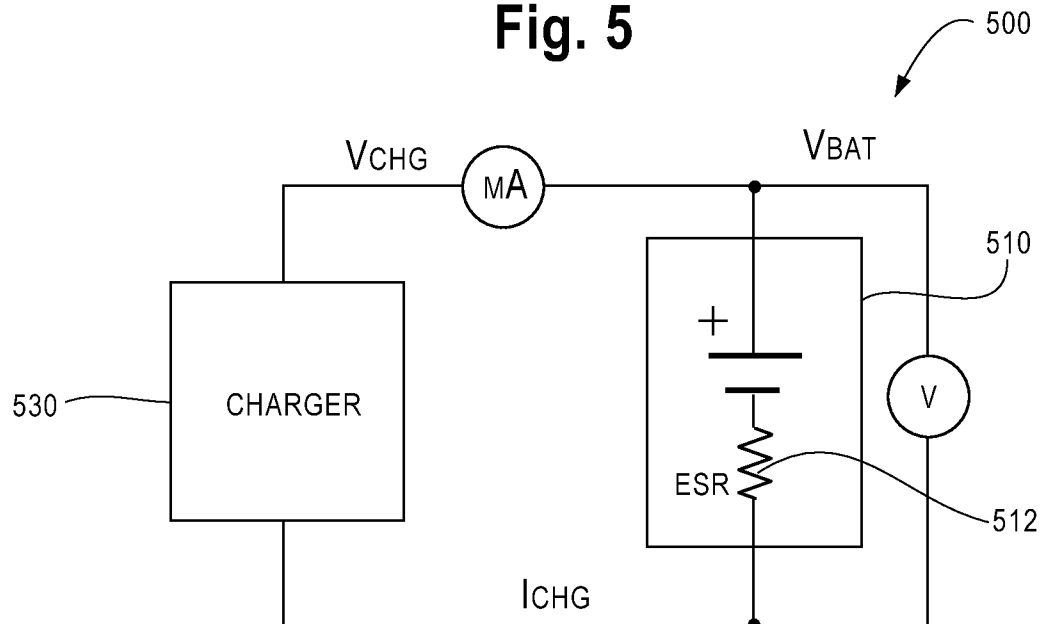 Fig. 5
500
VCHG
MA
VBAT
510
+
530
CHARGER
V
ESR
512
ICHG